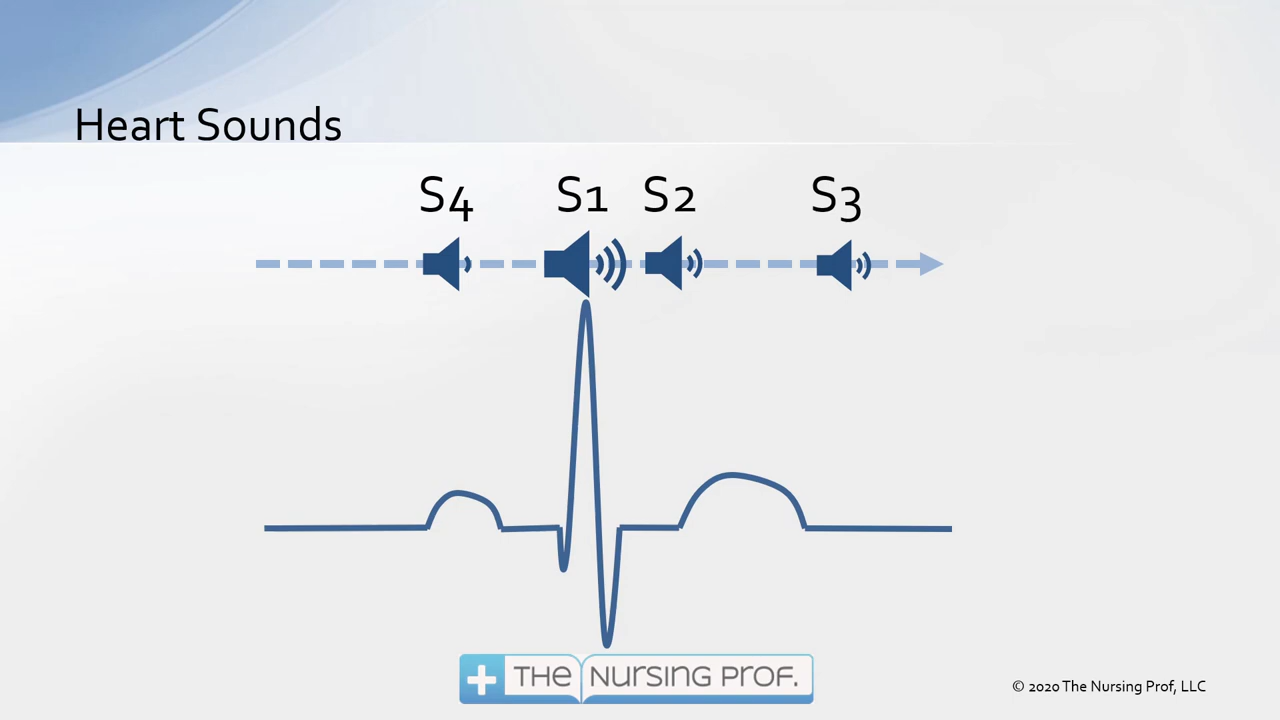 Heart Sounds
S4 S1 S2 S3
THE NURSING PROF.
© 2020 The Nursing Prof, LLC